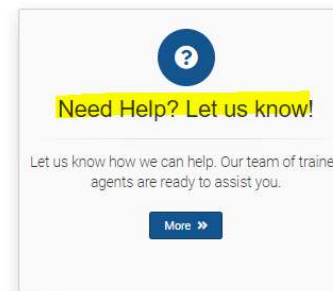 Need Help? Let us know!
Let us know how we can help. Our team of traine
agents are ready to assist you.
More »